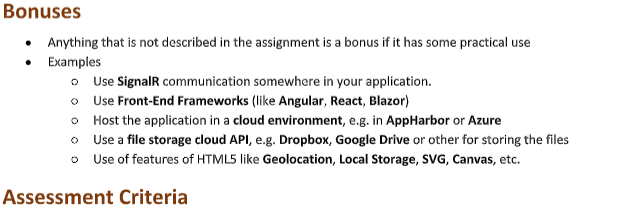 Bonuses
• Anything that is not described in the assignment is a bonus if it has some practical use
• Examples
o Use SignalR communication somewhere in your application.
o Use Front-End Frameworks (like Angular, React, Blazor)
o Host the application in a cloud environment, e.g. in AppHarbor or Azure
o Use a file storage cloud API, e.g. Dropbox, Google Drive or other for storing the files
o Use of features of HTML5 like Geolocation, Local Storage, SVG, Canvas, etc.
Assessment Criteria